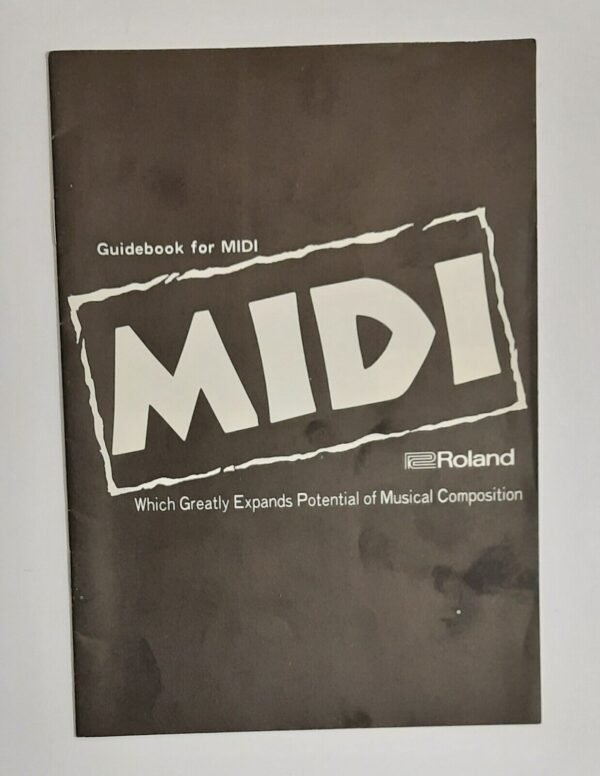 Guidebook for MIDI
MIDI
Roland
Which Greatly Expands Potential of Musical Composition